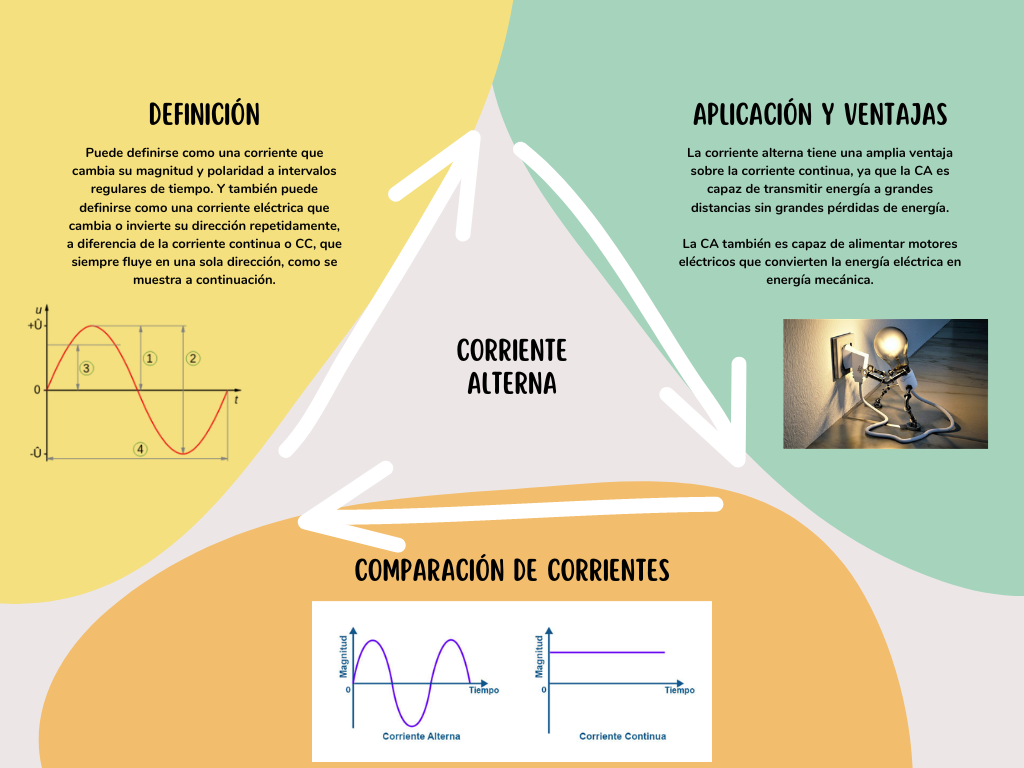 DEFINICIÓN
Puede definirse como una corriente que
cambia su magnitud y polaridad a intervalos
regulares de tiempo. Y también puede
definirse como una corriente eléctrica que
cambia o invierte su dirección repetidamente,
a diferencia de la corriente continua o CC, que
siempre fluye en una sola dirección, como se
muestra a continuación.
u
+Û
1
2
3
0
t
4
-Û
APLICACIÓN Y VENTAJAS
La corriente alterna tiene una amplia ventaja
sobre la corriente continua, ya que la CA es
capaz de transmitir energía a grandes
distancias sin grandes pérdidas de energía.
La CA también es capaz de alimentar motores
eléctricos que convierten la energía eléctrica en
energía mecánica.
CORRIENTE
ALTERNA
COMPARACIÓN DE CORRIENTES
Magnitud
0
Tiempo
Corriente Alterna
Magnitud
0
Tiempo
Corriente Continua